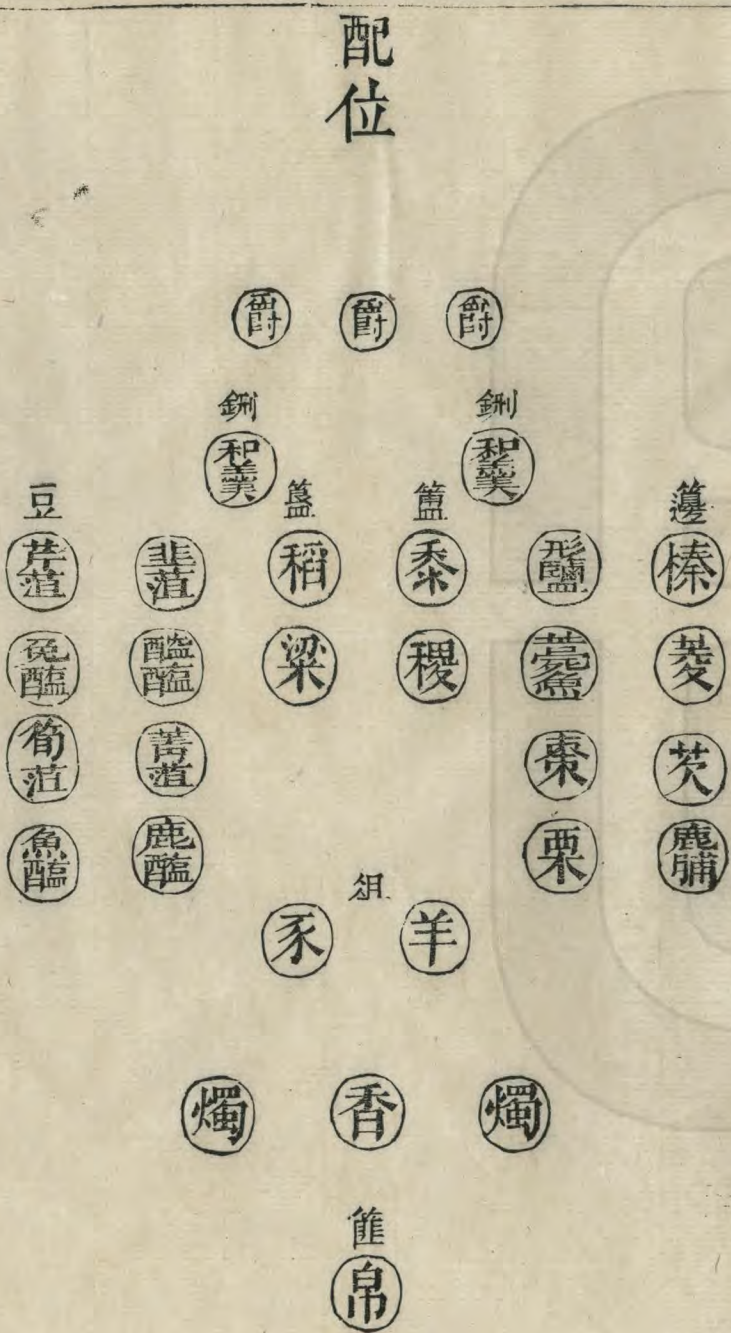 配位
爵 爵 爵
鉶 鉶
和羹 和羹
籩 簠 簋 豆
榛 形鹽 黍 稻 韭菹 芹菹
菱 薧魚 稷 粱 醓醢 兔醢
芡 棗 菁菹 筍菹
鹿脯 栗 鹿醢 魚醢
俎
羊 豕
燭 香 燭
篚
帛